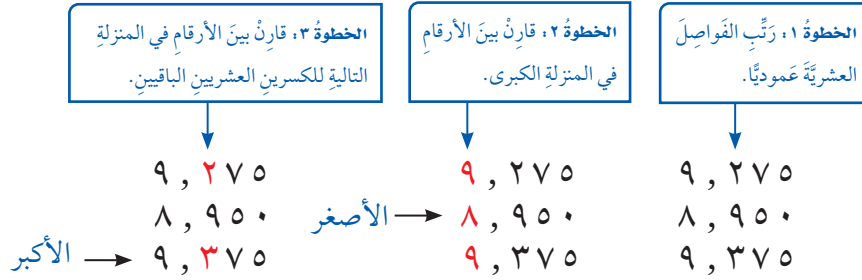 الخطوةُ ١: رَتِّبِ الفَواصِلَ
العشريَّةَ عَموديًّا.
٩,٢٧٥
٨,٩٥٠
٩,٣٧٥
الخطوةُ ٢: قارِنْ بينَ الأرقامِ
في المنزلةِ الكبرى.
٩,٢٧٥
٨,٩٥٠ ← الأصغر
٩,٣٧٥
الخطوةُ ٣: قارِنْ بينَ الأرقامِ في المنزلةِ
التاليةِ للكسرينِ العشريينِ الباقيينِ.
٩,٢٧٥
٨,٩٥٠
٩,٣٧٥ ← الأكبر